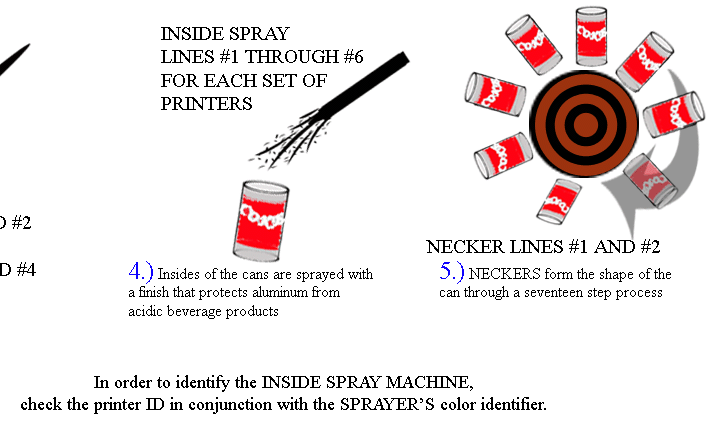 INSIDE SPRAY
LINES #1 THROUGH #6
FOR EACH SET OF
PRINTERS
#2
D #4
NECKER LINES #1 AND #2
4.) Insides of the cans are sprayed with
a finish that protects aluminum from
acidic beverage products
5.) NECKERS form the shape of the
can through a seventeen step process
In order to identify the INSIDE SPRAY MACHINE,
check the printer ID in conjunction with the SPRAYER’S color identifier.